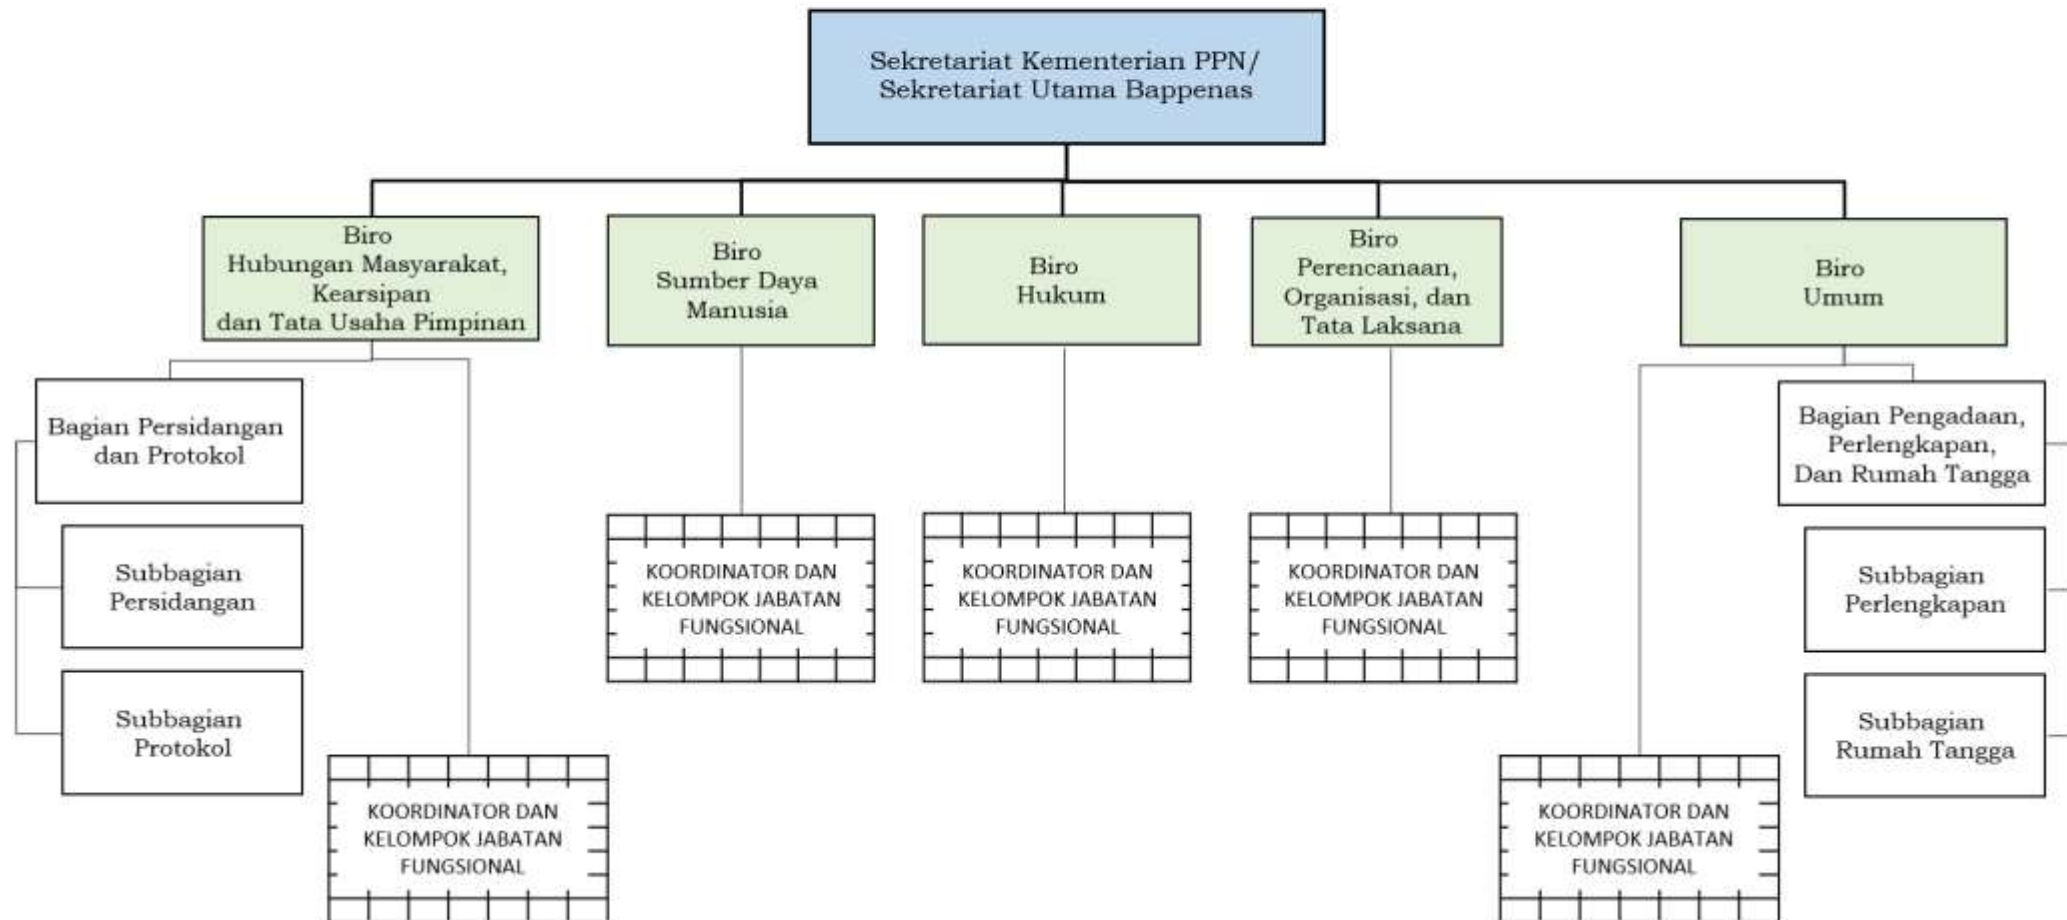 Sekretariat Kementerian PPN/
Sekretariat Utama Bappenas
Biro
Hubungan Masyarakat,
Kearsipan
dan Tata Usaha Pimpinan
Biro
Sumber Daya
Manusia
Biro
Hukum
Biro
Perencanaan,
Organisasi, dan
Tata Laksana
Biro
Umum
Bagian Persidangan
dan Protokol
Subbagian
Persidangan
Subbagian
Protokol
KOORDINATOR DAN
KELOMPOK JABATAN
FUNGSIONAL
KOORDINATOR DAN
KELOMPOK JABATAN
FUNGSIONAL
KOORDINATOR DAN
KELOMPOK JABATAN
FUNGSIONAL
KOORDINATOR DAN
KELOMPOK JABATAN
FUNGSIONAL
KOORDINATOR DAN
KELOMPOK JABATAN
FUNGSIONAL
Bagian Pengadaan,
Perlengkapan,
Dan Rumah Tangga
Subbagian
Perlengkapan
Subbagian
Rumah Tangga